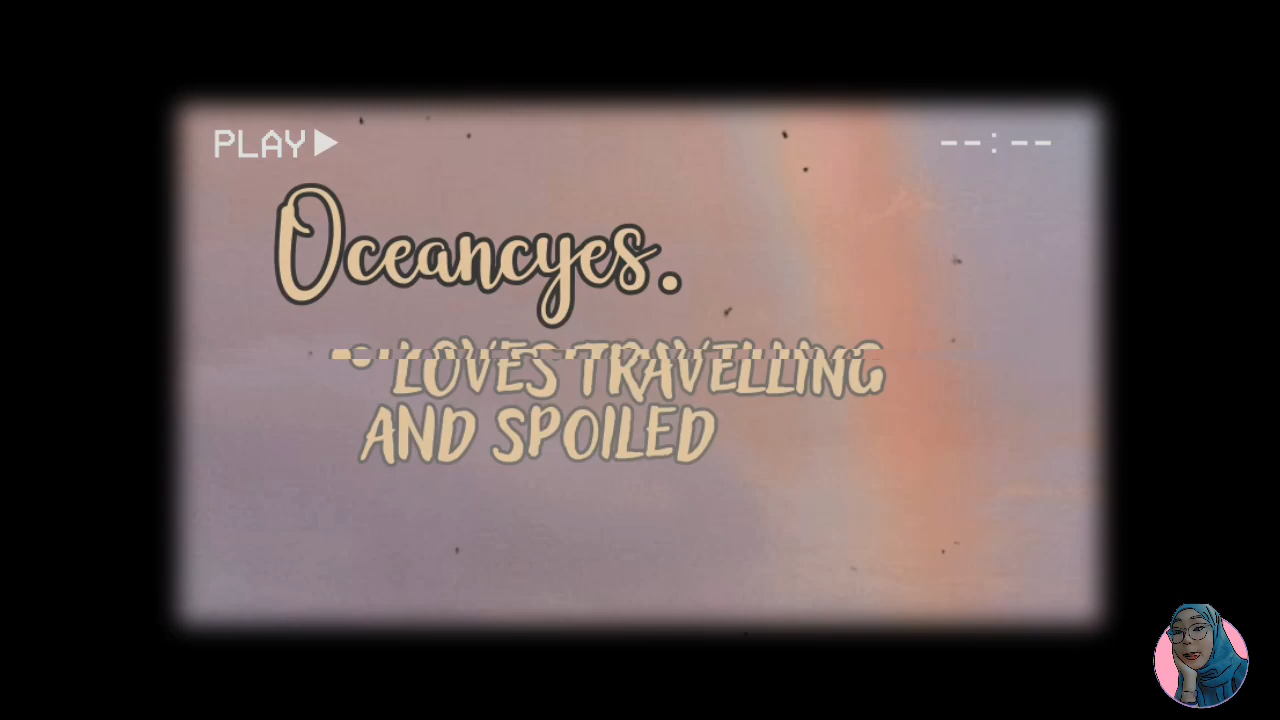 PLAY▶ --:--
Oceancyes.
• LOVES TRAVELLING
AND SPOILED